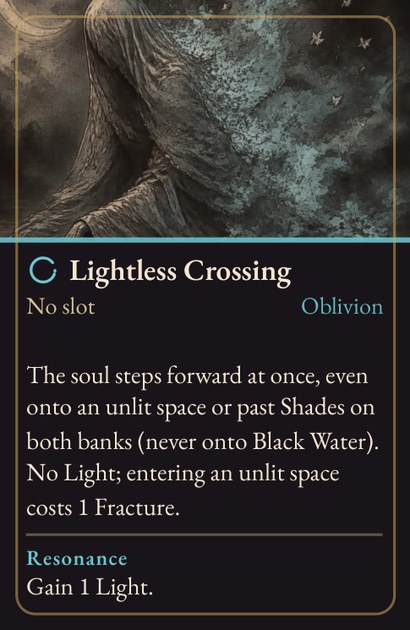 Lightless Crossing
No slot
Oblivion
The soul steps forward at once, even
onto an unlit space or past Shades on
both banks (never onto Black Water).
No Light; entering an unlit space
costs 1 Fracture.
Resonance
Gain 1 Light.